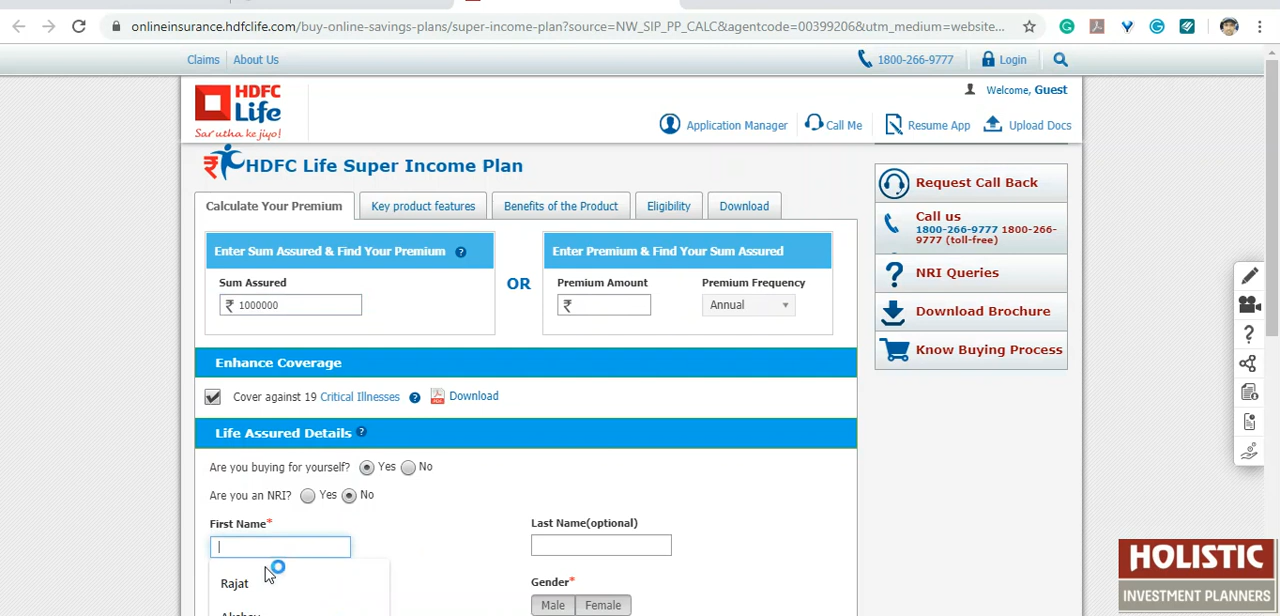 onlineinsurance.hdfclife.com/buy-online-savings-plans/super-income-plan?source=NW_SIP_PP_CALC&agentcode=00399206&utm_medium=website...
Claims
About Us
1800-266-9777
Login
HDFC
Life
Sar utha ke jiyo!
Welcome, Guest
Application Manager
Call Me
Resume App
Upload Docs
HDFC Life Super Income Plan
Calculate Your Premium
Key product features
Benefits of the Product
Eligibility
Download
Enter Sum Assured & Find Your Premium ?
Sum Assured
₹ 1000000
OR
Enter Premium & Find Your Sum Assured
Premium Amount
Premium Frequency
₹
Annual
Enhance Coverage
Cover against 19 Critical Illnesses ? Download
Life Assured Details ?
Are you buying for yourself? Yes No
Are you an NRI? Yes No
First Name*
Last Name(optional)
Rajat
Gender*
Male
Female
Request Call Back
Call us
1800-266-9777 1800-266-
9777 (toll-free)
NRI Queries
Download Brochure
Know Buying Process
HOLISTIC
INVESTMENT PLANNERS